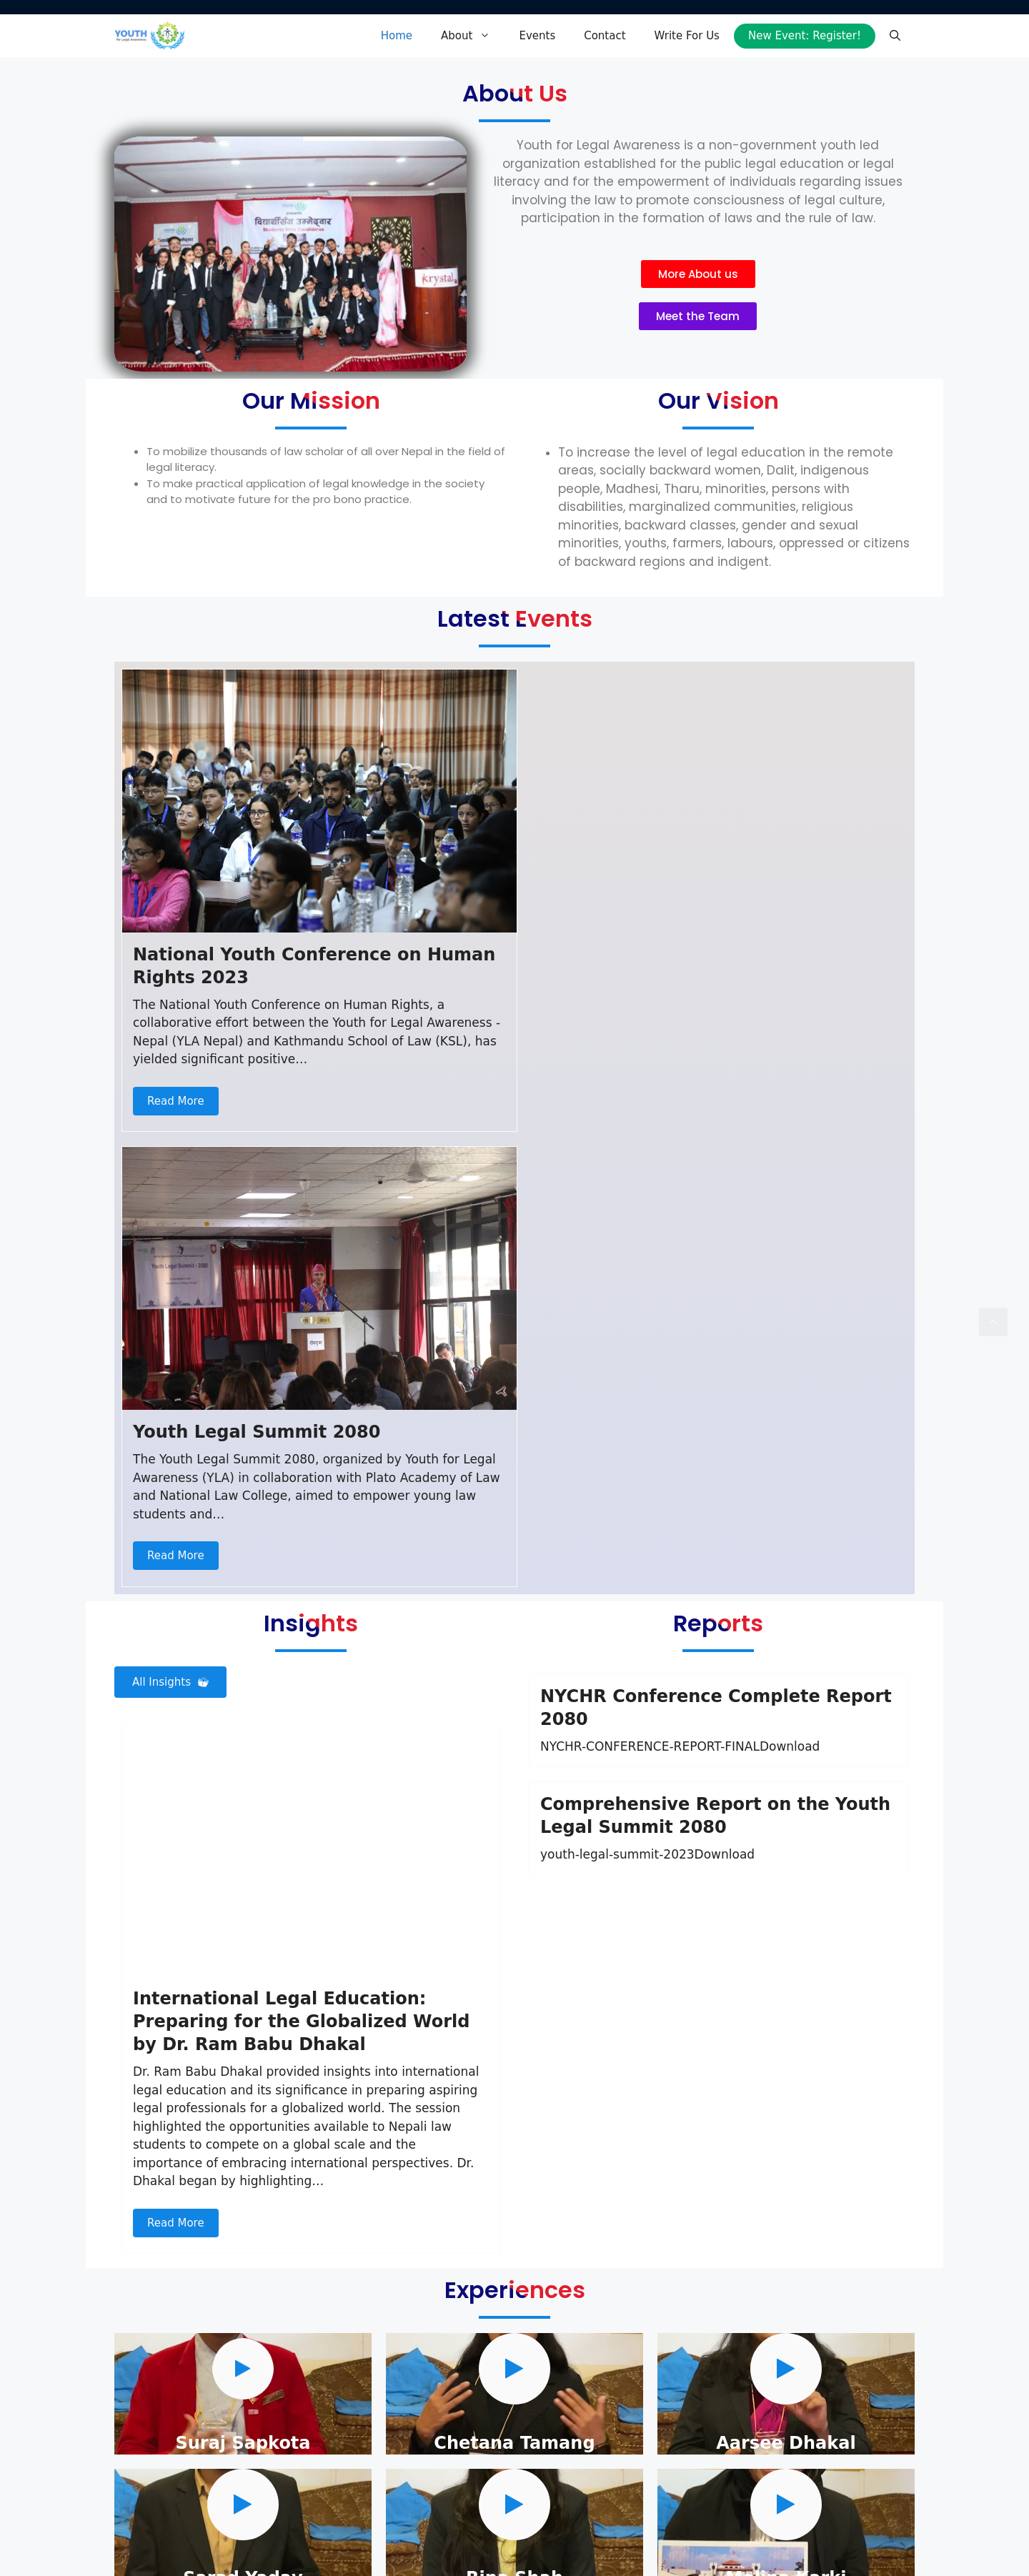 YOUTH
for Legal Awareness
Home
About
Events
Contact
Write For Us
New Event: Register!
About Us
विद्यार्थीसँग उम्मेद्वार
Students With Candidates
Krystal
Youth for Legal Awareness is a non-government youth led
organization established for the public legal education or legal
literacy and for the empowerment of individuals regarding issues
involving the law to promote consciousness of legal culture,
participation in the formation of laws and the rule of law.
More About us
Meet the Team
Our Mission
To mobilize thousands of law scholar of all over Nepal in the field of
legal literacy.
To make practical application of legal knowledge in the society
and to motivate future for the pro bono practice.
Our Vision
To increase the level of legal education in the remote
areas, socially backward women, Dalit, indigenous
people, Madhesi, Tharu, minorities, persons with
disabilities, marginalized communities, religious
minorities, backward classes, gender and sexual
minorities, youths, farmers, labours, oppressed or citizens
of backward regions and indigent.
Latest Events
National Youth Conference on Human
Rights 2023
The National Youth Conference on Human Rights, a
collaborative effort between the Youth for Legal Awareness -
Nepal (YLA Nepal) and Kathmandu School of Law (KSL), has
yielded significant positive…
Read More
Youth Legal Summit - 2080
Youth Legal Summit 2080
The Youth Legal Summit 2080, organized by Youth for Legal
Awareness (YLA) in collaboration with Plato Academy of Law
and National Law College, aimed to empower young law
students and…
Read More
Insights
All Insights
International Legal Education:
Preparing for the Globalized World
by Dr. Ram Babu Dhakal
Dr. Ram Babu Dhakal provided insights into international
legal education and its significance in preparing aspiring
legal professionals for a globalized world. The session
highlighted the opportunities available to Nepali law
students to compete on a global scale and the
importance of embracing international perspectives. Dr.
Dhakal began by highlighting…
Read More
Reports
NYCHR Conference Complete Report
2080
NYCHR-CONFERENCE-REPORT-FINALDownload
Comprehensive Report on the Youth
Legal Summit 2080
youth-legal-summit-2023Download
Experiences
Suraj Sapkota
Chetana Tamang
Aarsee Dhakal